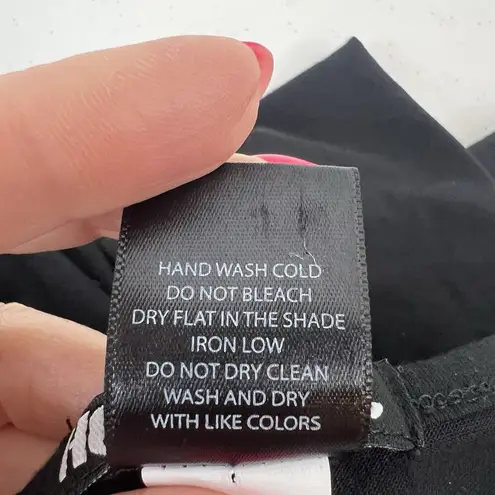 HAND WASH COLD
DO NOT BLEACH
DRY FLAT IN THE SHADE
IRON LOW
DO NOT DRY CLEAN
WASH AND DRY
WITH LIKE COLORS